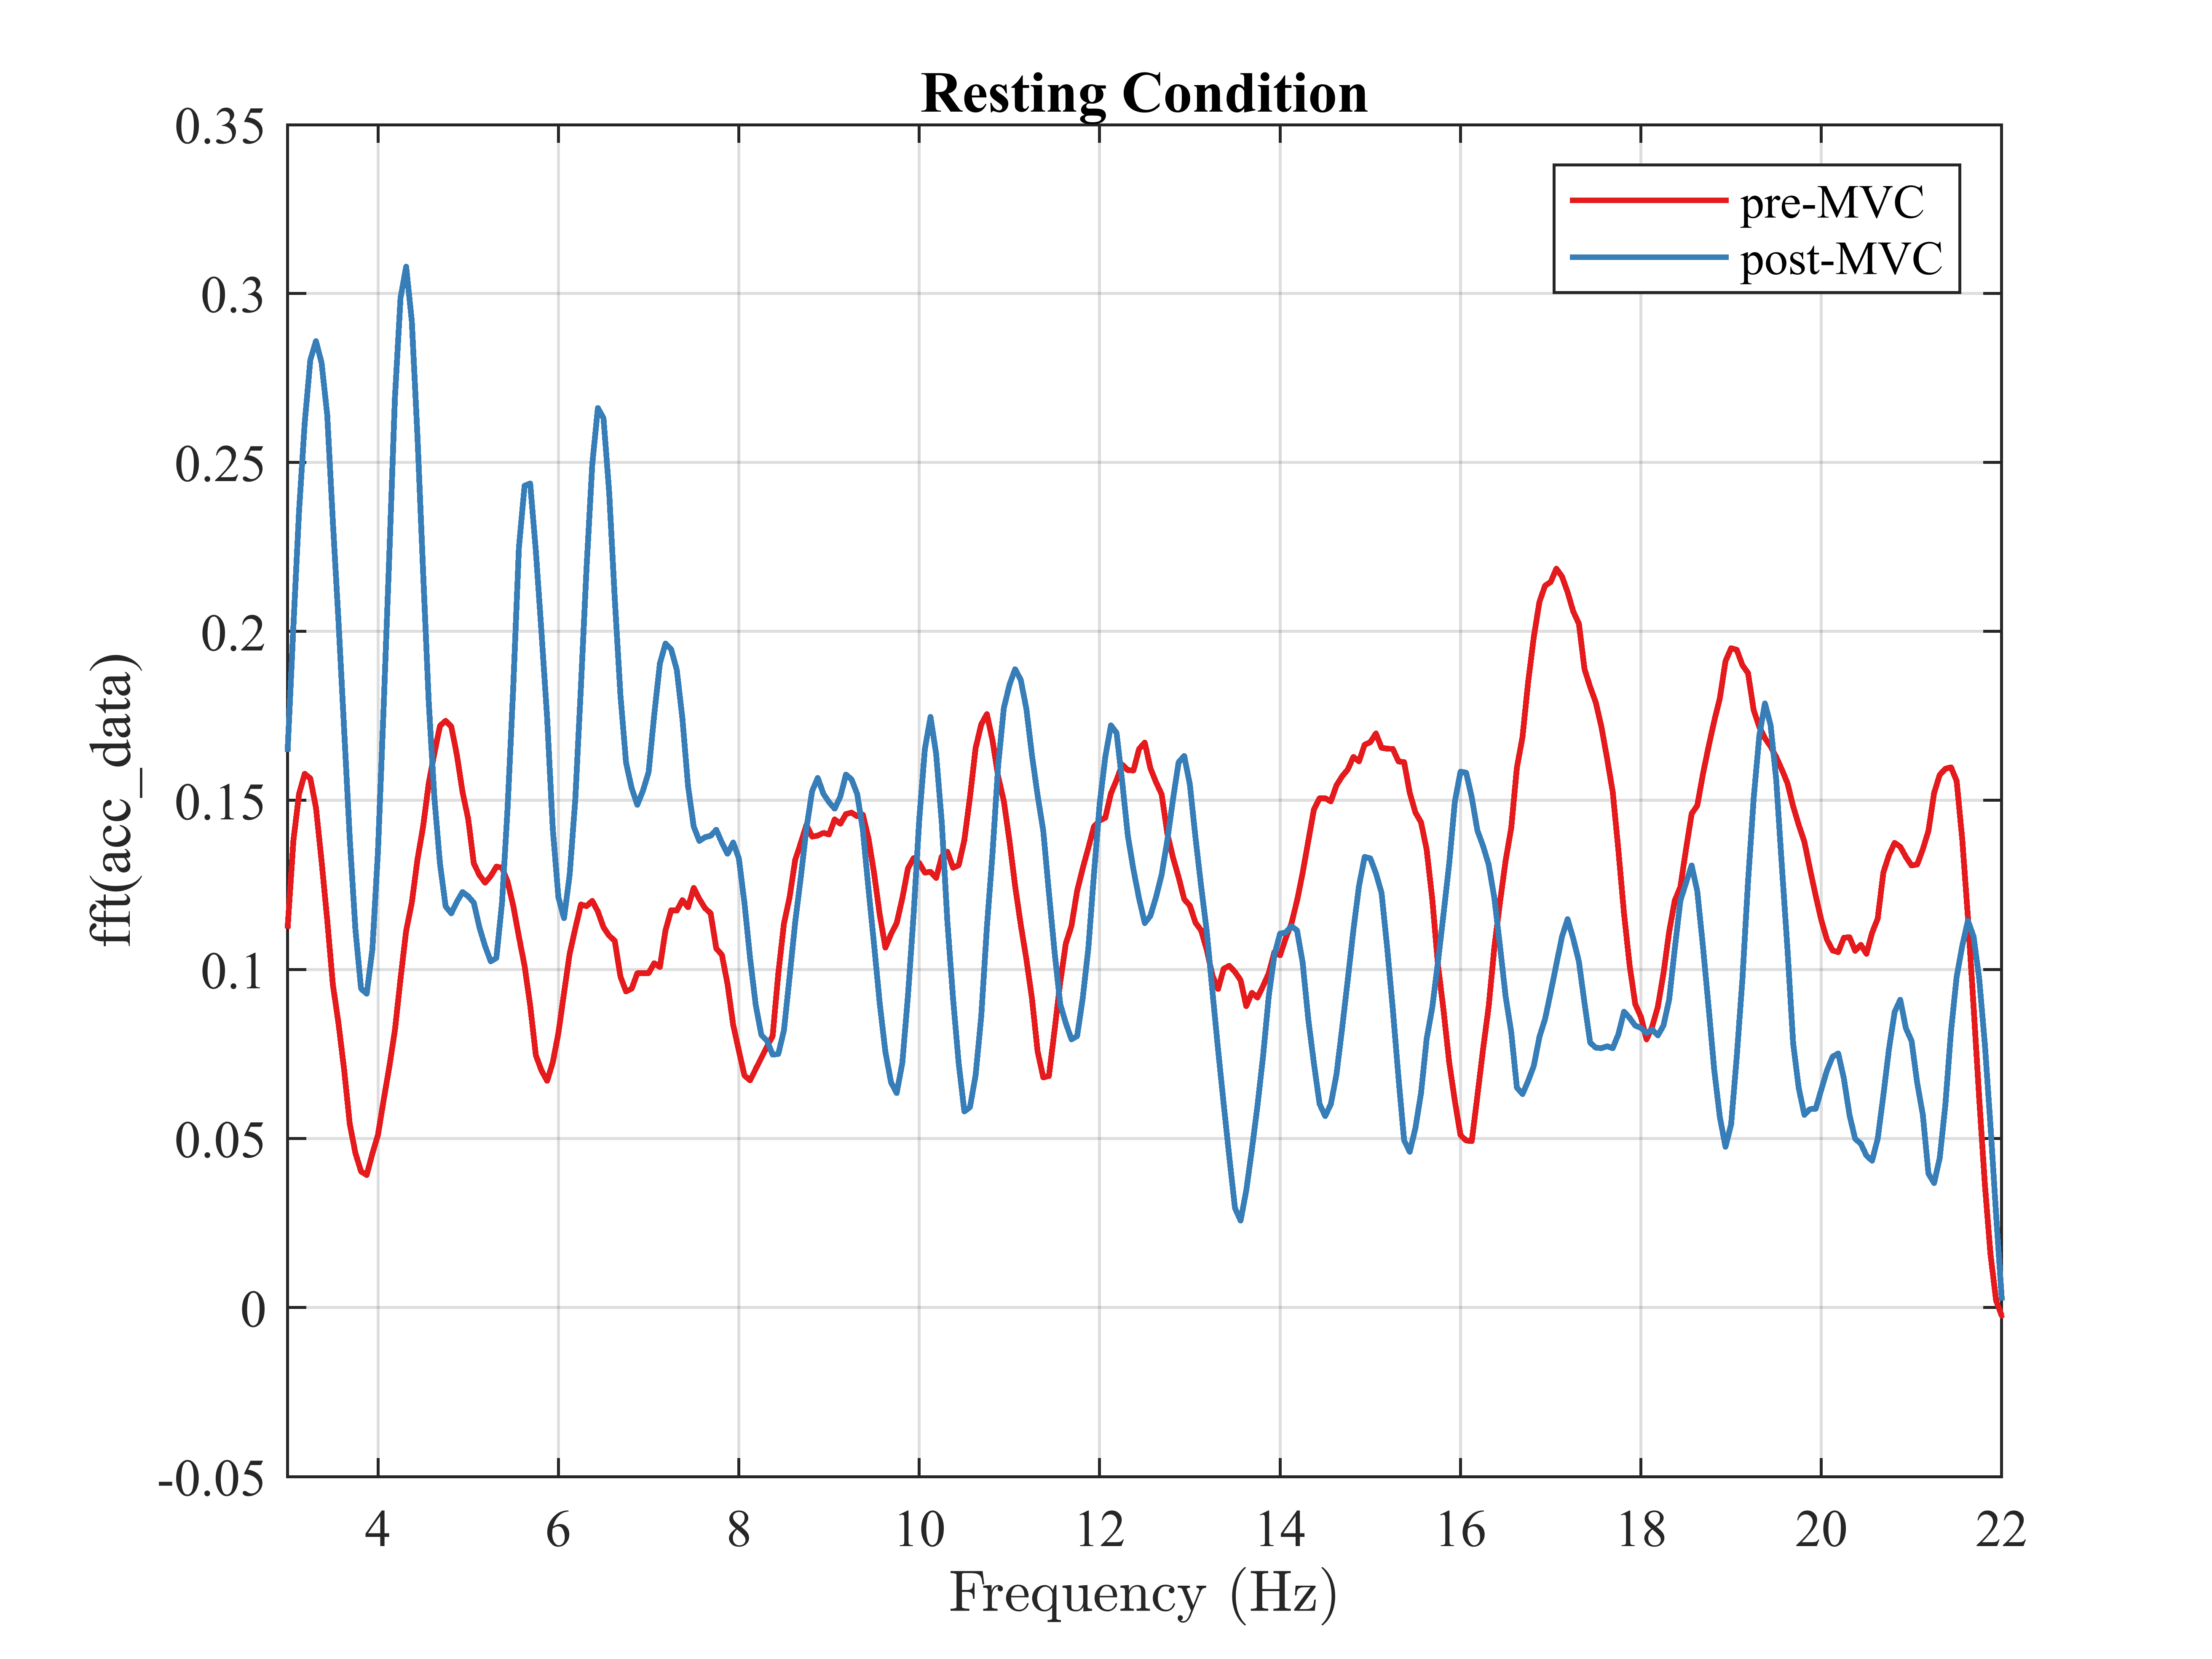 Resting Condition
pre-MVC
post-MVC
0.35
0.3
0.25
0.2
0.15
0.1
0.05
0
-0.05
fft(acc_data)
4 6 8 10 12 14 16 18 20 22
Frequency (Hz)